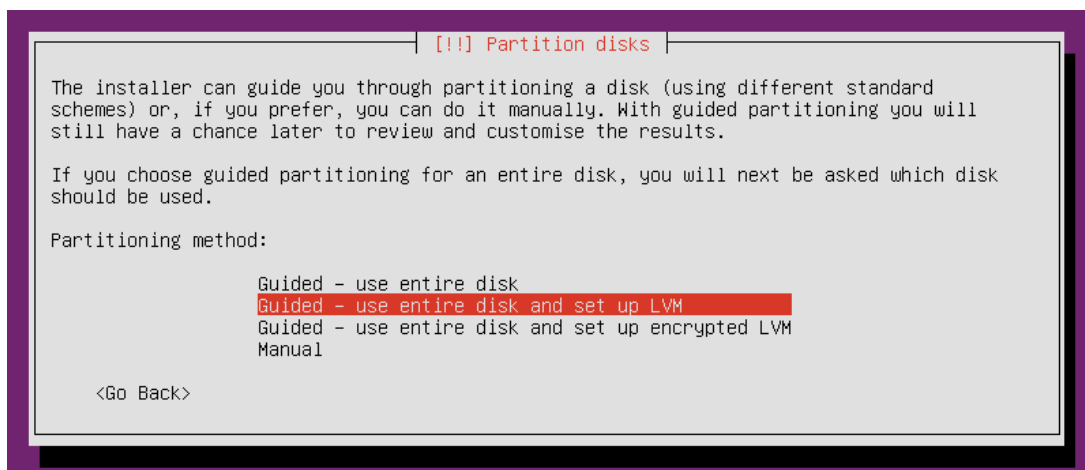 [!!] Partition disks
The installer can guide you through partitioning a disk (using different standard
schemes) or, if you prefer, you can do it manually. With guided partitioning you will
still have a chance later to review and customise the results.
If you choose guided partitioning for an entire disk, you will next be asked which disk
should be used.
Partitioning method:
Guided – use entire disk
Guided – use entire disk and set up LVM
Guided – use entire disk and set up encrypted LVM
Manual
<Go Back>